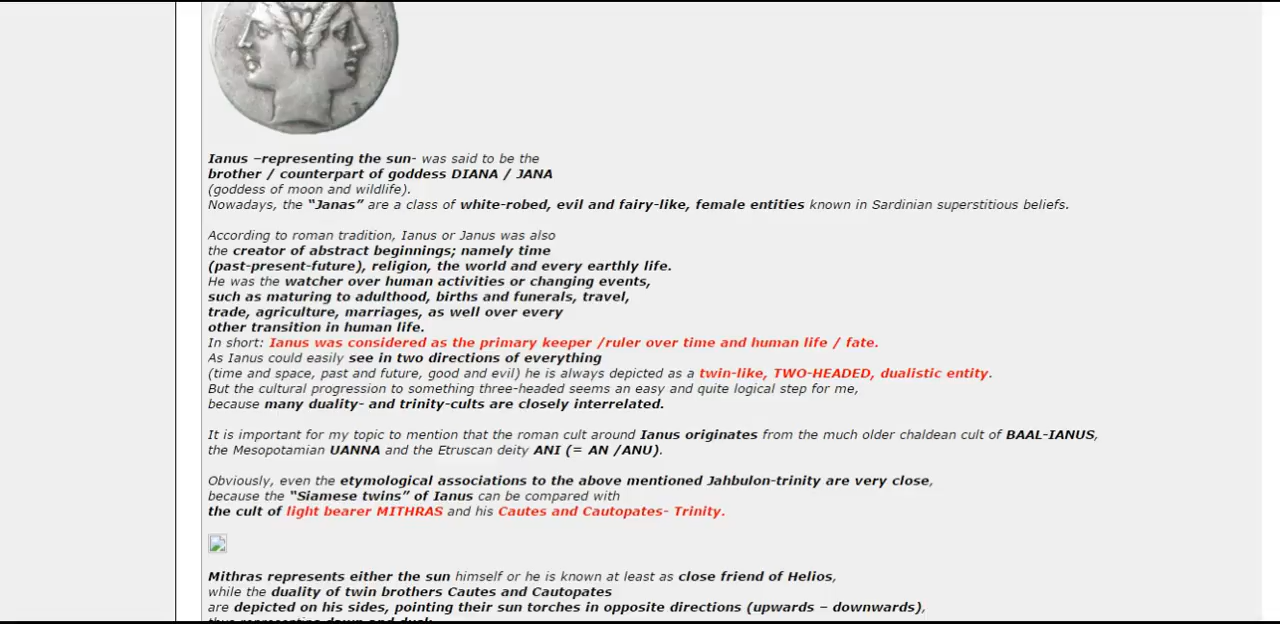 Ianus –representing the sun- was said to be the
brother / counterpart of goddess DIANA / JANA
(goddess of moon and wildlife).
Nowadays, the “Janas” are a class of white-robed, evil and fairy-like, female entities known in Sardinian superstitious beliefs.
According to roman tradition, Ianus or Janus was also
the creator of abstract beginnings; namely time
(past-present-future), religion, the world and every earthly life.
He was the watcher over human activities or changing events,
such as maturing to adulthood, births and funerals, travel,
trade, agriculture, marriages, as well over every
other transition in human life.
In short: Ianus was considered as the primary keeper /ruler over time and human life / fate.
As Ianus could easily see in two directions of everything
(time and space, past and future, good and evil) he is always depicted as a twin-like, TWO-HEADED, dualistic entity.
But the cultural progression to something three-headed seems an easy and quite logical step for me,
because many duality- and trinity-cults are closely interrelated.
It is important for my topic to mention that the roman cult around Ianus originates from the much older chaldean cult of BAAL-IANUS,
the Mesopotamian UANNA and the Etruscan deity ANI (= AN /ANU).
Obviously, even the etymological associations to the above mentioned Jahbulon-trinity are very close,
because the “Siamese twins” of Ianus can be compared with
the cult of light bearer MITHRAS and his Cautes and Cautopates- Trinity.
Mithras represents either the sun himself or he is known at least as close friend of Helios,
while the duality of twin brothers Cautes and Cautopates
are depicted on his sides, pointing their sun torches in opposite directions (upwards – downwards),
thus representing dawn and dusk